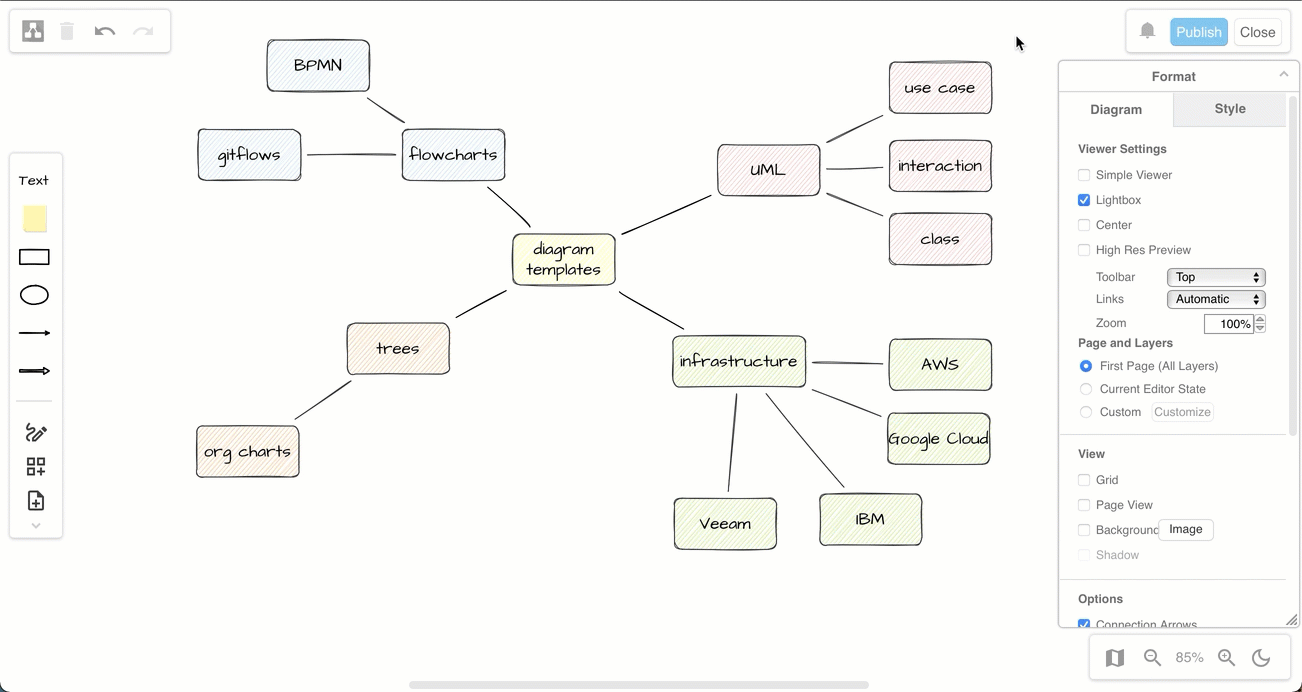 Publish
Close
BPMN
gitflows
flowcharts
UML
use case
interaction
class
diagram
templates
trees
org charts
infrastructure
AWS
Google Cloud
Veeam
IBM
Text
Format
Diagram
Style
Viewer Settings
Simple Viewer
Lightbox
Center
High Res Preview
Toolbar
Top
Links
Automatic
Zoom
100%
Page and Layers
First Page (All Layers)
Current Editor State
Custom
Customize
View
Grid
Page View
Background
Image
Shadow
Options
Connection Arrows
85%